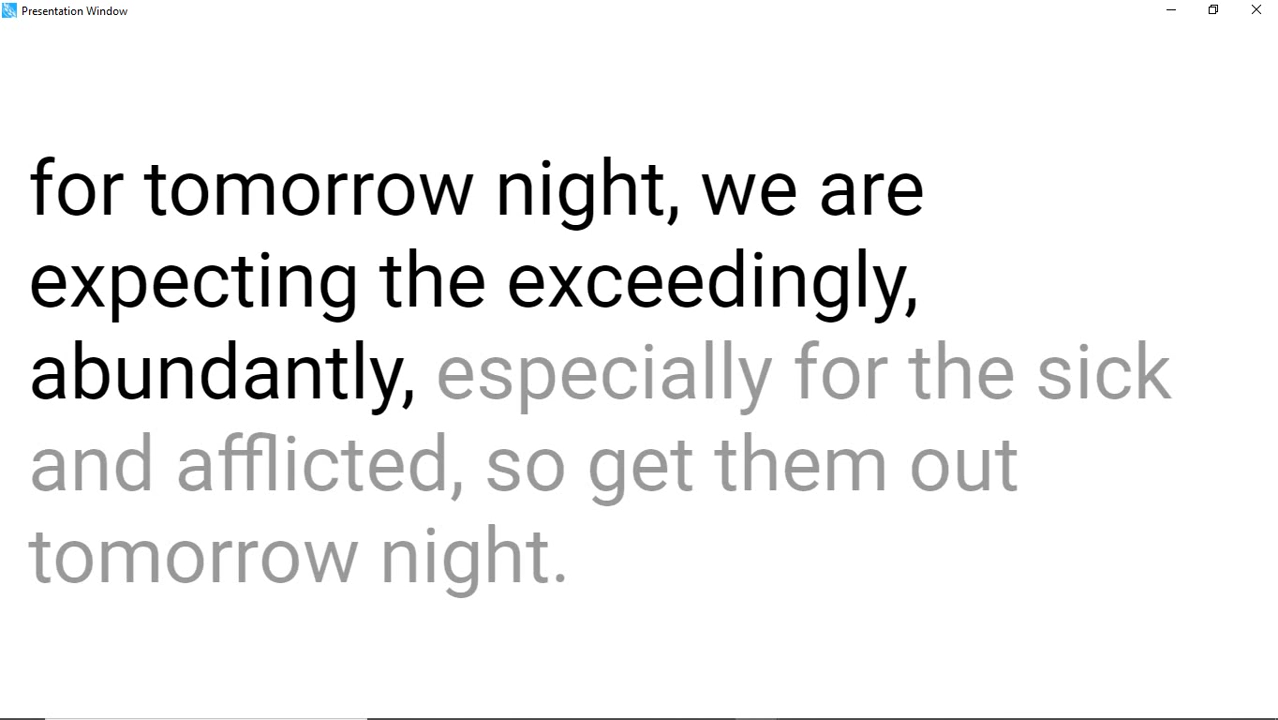 Presentation Window
for tomorrow night, we are
expecting the exceedingly,
abundantly, especially for the sick
and afflicted, so get them out
tomorrow night.